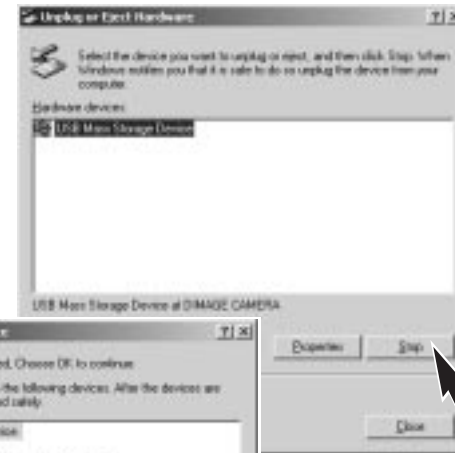 Unplug or Eject Hardware
Select the device you want to unplug or eject, and then click Stop. When
Windows notifies you that it is safe to do so unplug the device from your
computer.
Hardware devices:
USB Mass Storage Device
USB Mass Storage Device at DIMAGE CAMERA
Properties Stop
Close
ed, Choose OK to continue.
the following devices. After the devices are
ed safely.